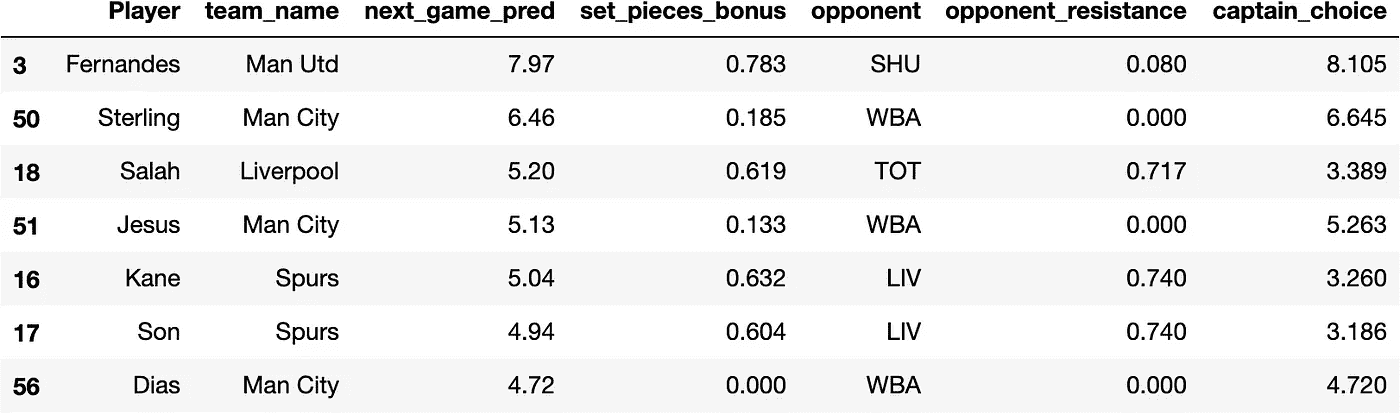 Player team_name next_game_pred set_pieces_bonus opponent opponent_resistance captain_choice
3 Fernandes Man Utd 7.97 0.783 SHU 0.080 8.105
50 Sterling Man City 6.46 0.185 WBA 0.000 6.645
18 Salah Liverpool 5.20 0.619 TOT 0.717 3.389
51 Jesus Man City 5.13 0.133 WBA 0.000 5.263
16 Kane Spurs 5.04 0.632 LIV 0.740 3.260
17 Son Spurs 4.94 0.604 LIV 0.740 3.186
56 Dias Man City 4.72 0.000 WBA 0.000 4.720